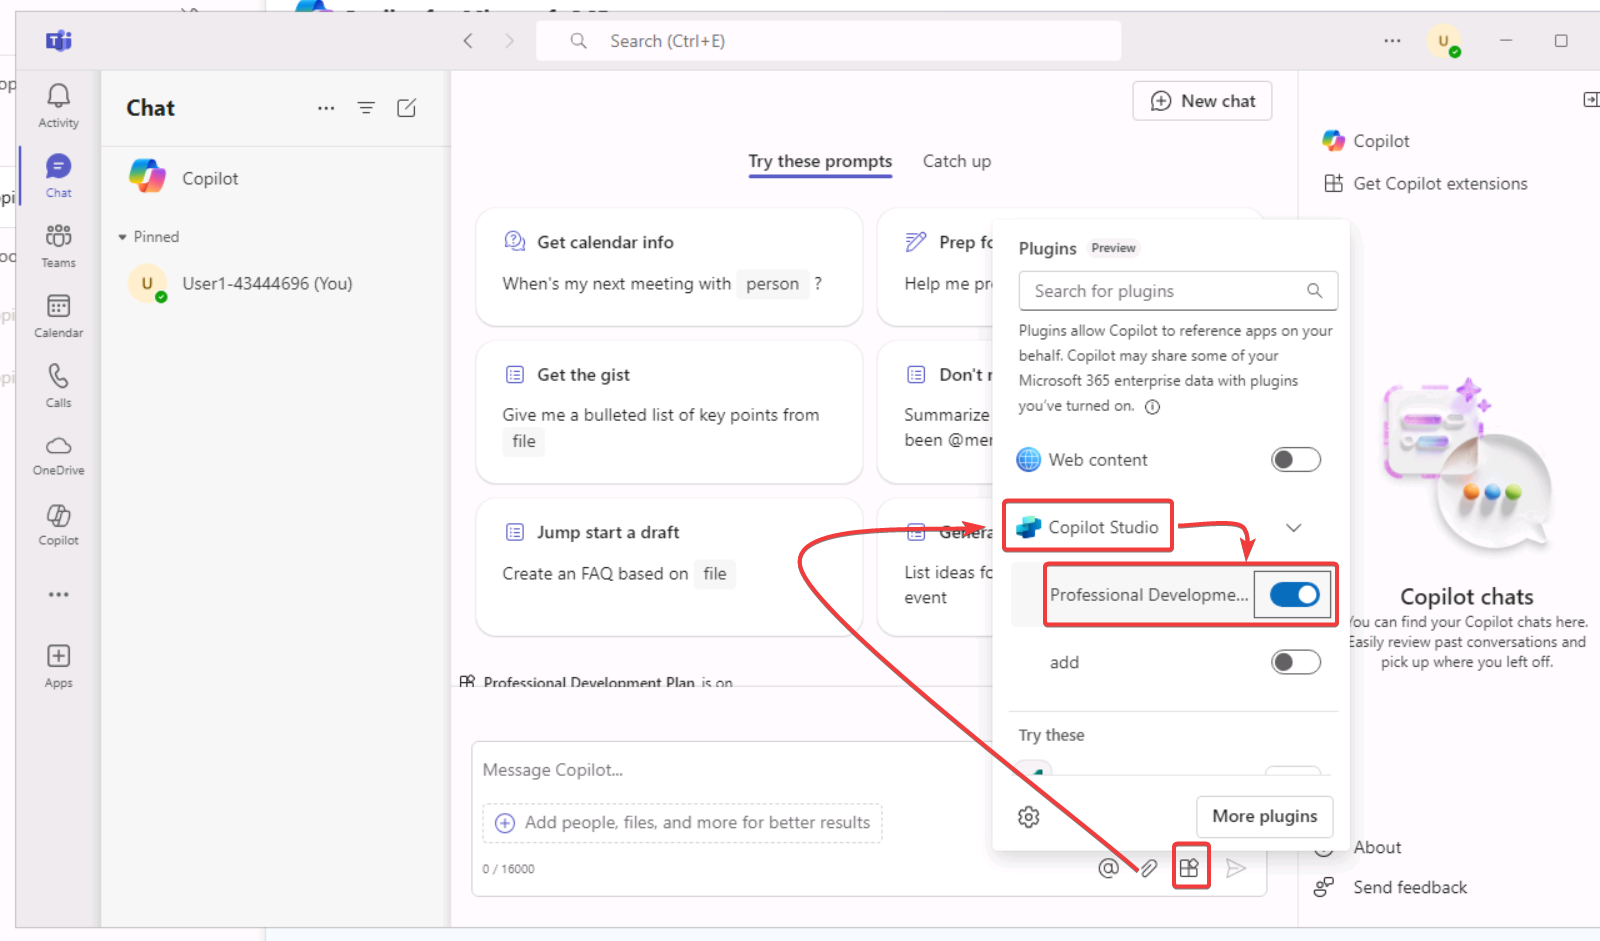 Search (Ctrl+E)
U
Activity
Chat
Teams
Calendar
Calls
OneDrive
Copilot
Apps
Chat
Copilot
Pinned
U
User1-43444696 (You)
New chat
Try these prompts
Catch up
Get calendar info
When's my next meeting with person ?
Prep fo
Help me pr
Get the gist
Give me a bulleted list of key points from
file
Don't
Summarize
been @me
Jump start a draft
Create an FAQ based on file
Genera
List ideas fo
event
Professional Development Plan is on
Message Copilot...
Add people, files, and more for better results
0 / 16000
Plugins Preview
Search for plugins
Plugins allow Copilot to reference apps on your
behalf. Copilot may share some of your
Microsoft 365 enterprise data with plugins
you've turned on.
Web content
Copilot Studio
Professional Developme...
add
Try these
More plugins
Copilot
Get Copilot extensions
Copilot chats
You can find your Copilot chats here.
Easily review past conversations and
pick up where you left off.
About
Send feedback